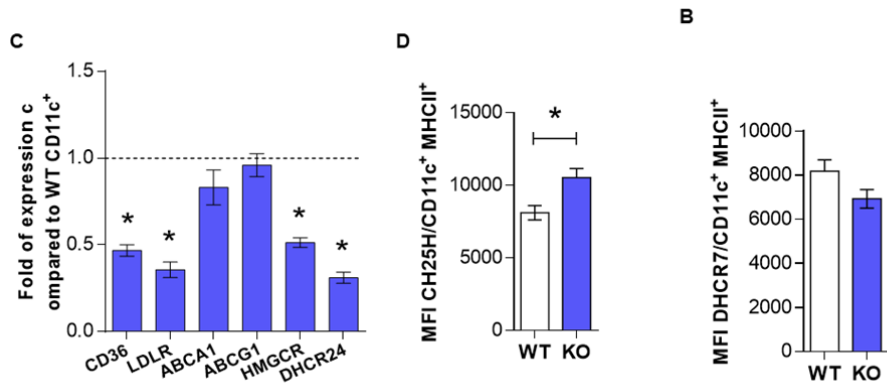 C
Fold of expression c
ompared to WT CD11c⁺
1.5
1.0
0.5
0.0
*
*
*
*
CD36
LDLR
ABCA1
ABCG1
HMGCR
DHCR24
D
MFI CH25H/CD11c⁺ MHCII⁺
15000
10000
5000
0
*
WT KO
B
MFI DHCR7/CD11c⁺ MHCII⁺
10000
8000
6000
4000
2000
0
WT KO